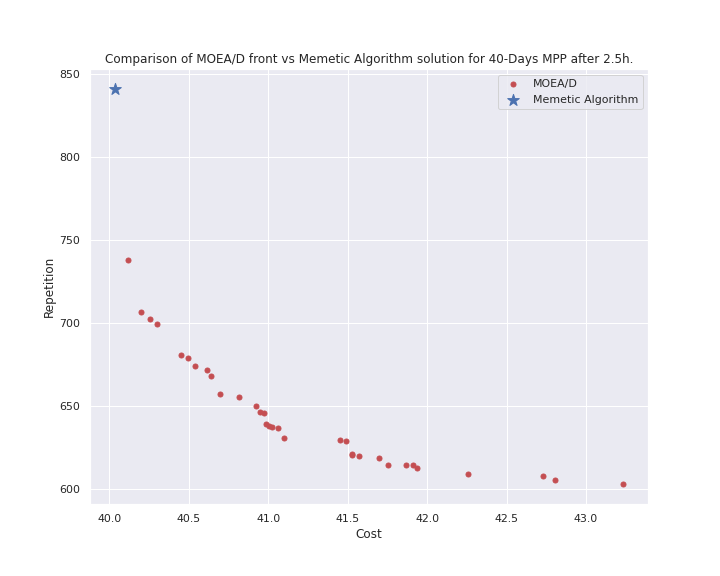 Comparison of MOEA/D front vs Memetic Algorithm solution for 40-Days MPP after 2.5h.
MOEA/D
Memetic Algorithm
850
800
750
700
650
600
Repetition
40.0 40.5 41.0 41.5 42.0 42.5 43.0
Cost